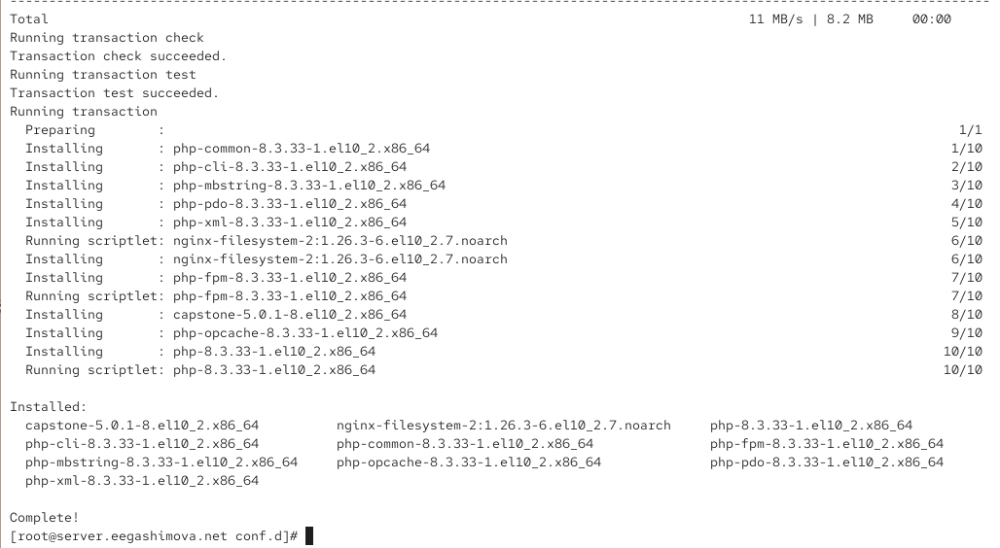 --------------------------------------------------------------------------------
Total                                                                                          11 MB/s | 8.2 MB     00:00
Running transaction check
Transaction check succeeded.
Running transaction test
Transaction test succeeded.
Running transaction
  Preparing        :                                                                                                      1/1
  Installing       : php-common-8.3.33-1.el10_2.x86_64                                                                   1/10
  Installing       : php-cli-8.3.33-1.el10_2.x86_64                                                                      2/10
  Installing       : php-mbstring-8.3.33-1.el10_2.x86_64                                                                 3/10
  Installing       : php-pdo-8.3.33-1.el10_2.x86_64                                                                      4/10
  Installing       : php-xml-8.3.33-1.el10_2.x86_64                                                                      5/10
  Running scriptlet: nginx-filesystem-2:1.26.3-6.el10_2.7.noarch                                                         6/10
  Installing       : nginx-filesystem-2:1.26.3-6.el10_2.7.noarch                                                         6/10
  Installing       : php-fpm-8.3.33-1.el10_2.x86_64                                                                      7/10
  Running scriptlet: php-fpm-8.3.33-1.el10_2.x86_64                                                                      7/10
  Installing       : capstone-5.0.1-8.el10_2.x86_64                                                                      8/10
  Installing       : php-opcache-8.3.33-1.el10_2.x86_64                                                                  9/10
  Installing       : php-8.3.33-1.el10_2.x86_64                                                                         10/10
  Running scriptlet: php-8.3.33-1.el10_2.x86_64                                                                         10/10

Installed:
  capstone-5.0.1-8.el10_2.x86_64          nginx-filesystem-2:1.26.3-6.el10_2.7.noarch     php-8.3.33-1.el10_2.x86_64
  php-cli-8.3.33-1.el10_2.x86_64          php-common-8.3.33-1.el10_2.x86_64               php-fpm-8.3.33-1.el10_2.x86_64
  php-mbstring-8.3.33-1.el10_2.x86_64     php-opcache-8.3.33-1.el10_2.x86_64              php-pdo-8.3.33-1.el10_2.x86_64
  php-xml-8.3.33-1.el10_2.x86_64

Complete!
[root@server.eegashimova.net conf.d]#